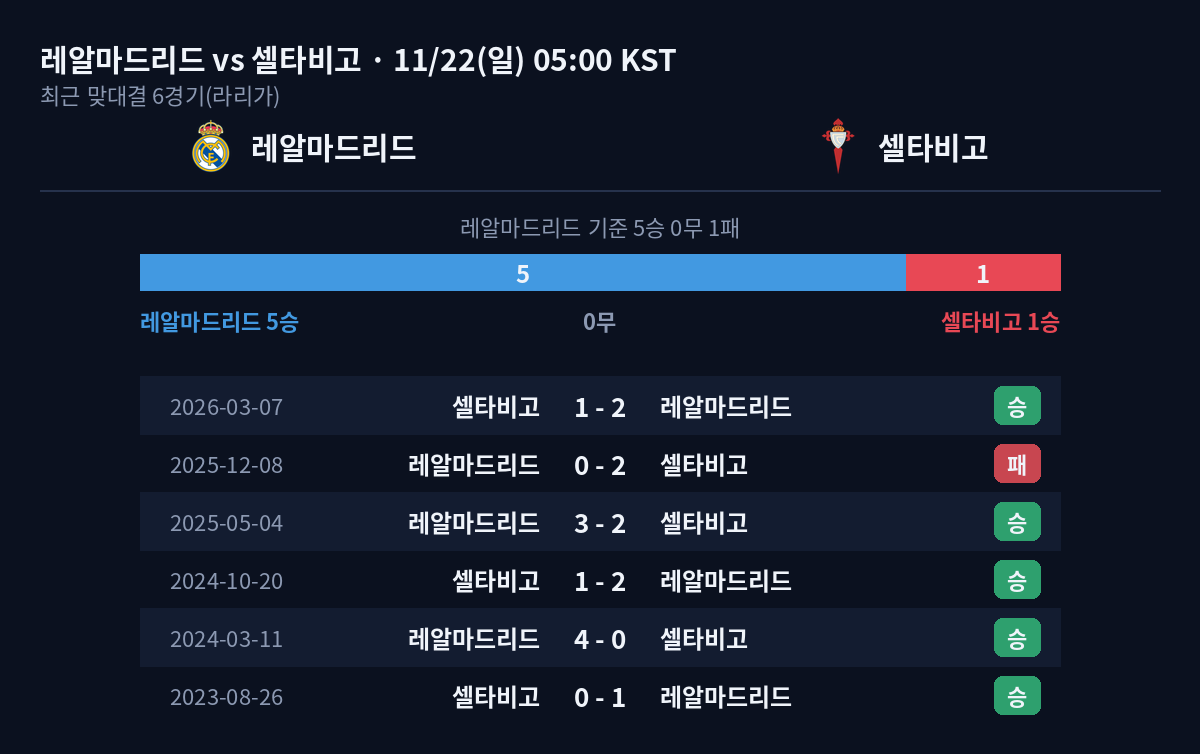 레알마드리드 vs 셀타비고 · 11/22(일) 05:00 KST
최근 맞대결 6경기(라리가)
레알마드리드 셀타비고
레알마드리드 기준 5승 0무 1패
5 1
레알마드리드 5승 0무 셀타비고 1승
2026-03-07 셀타비고 1 - 2 레알마드리드 승
2025-12-08 레알마드리드 0 - 2 셀타비고 패
2025-05-04 레알마드리드 3 - 2 셀타비고 승
2024-10-20 셀타비고 1 - 2 레알마드리드 승
2024-03-11 레알마드리드 4 - 0 셀타비고 승
2023-08-26 셀타비고 0 - 1 레알마드리드 승